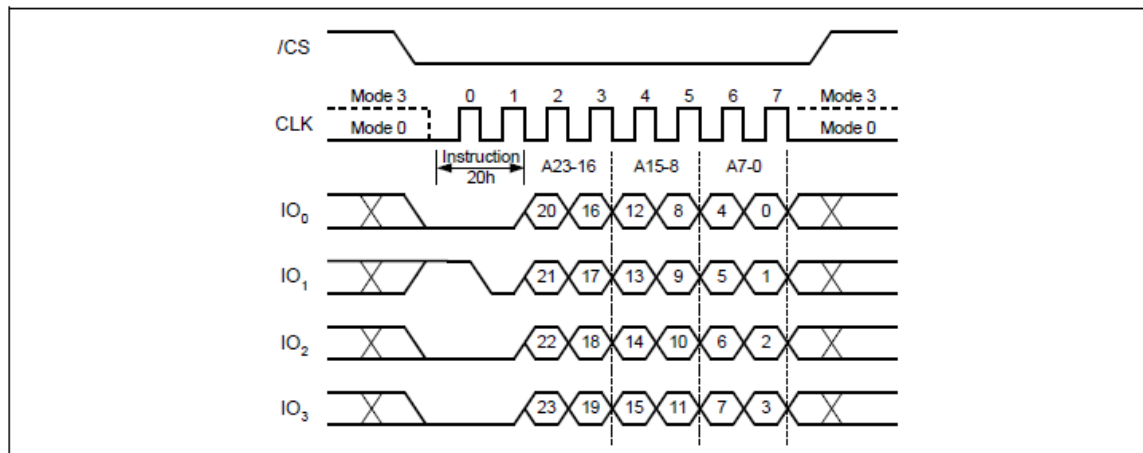 /CS
Mode 3 0 1 2 3 4 5 6 7 Mode 3
CLK Mode 0 Mode 0
Instruction
20h A23-16 A15-8 A7-0
IO0 20 16 12 8 4 0
IO1 21 17 13 9 5 1
IO2 22 18 14 10 6 2
IO3 23 19 15 11 7 3